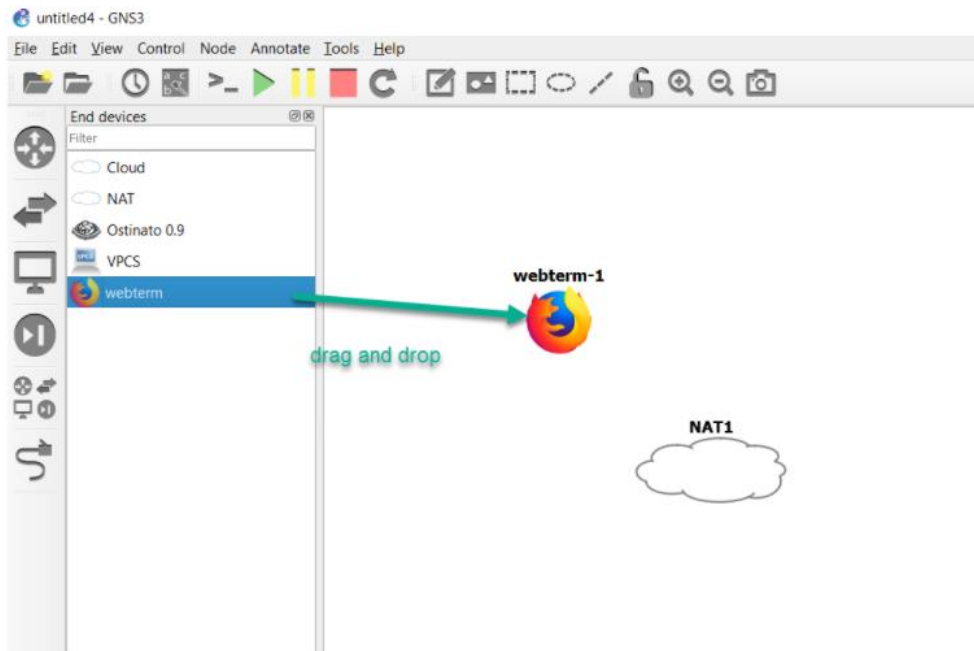 untitled4 - GNS3
File Edit View Control Node Annotate Tools Help
End devices
Filter
Cloud
NAT
Ostinato 0.9
VPCS
webterm
webterm-1
drag and drop
NAT1